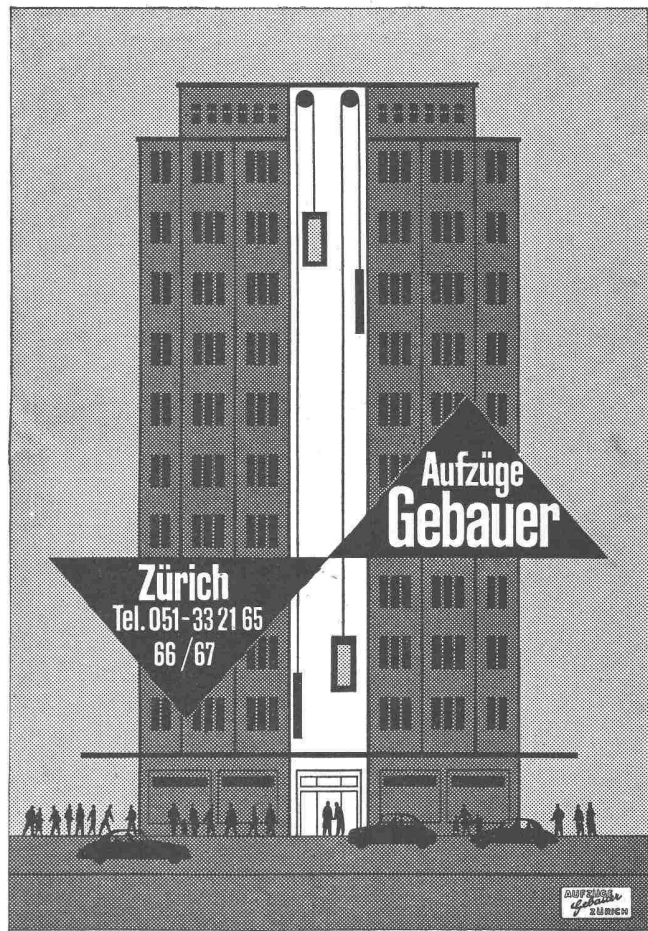 Aufzüge
Gebauer
Zürich
Tel. 051-33 21 65
66/67
AUFZÜGE
Gebauer
ZÜRICH